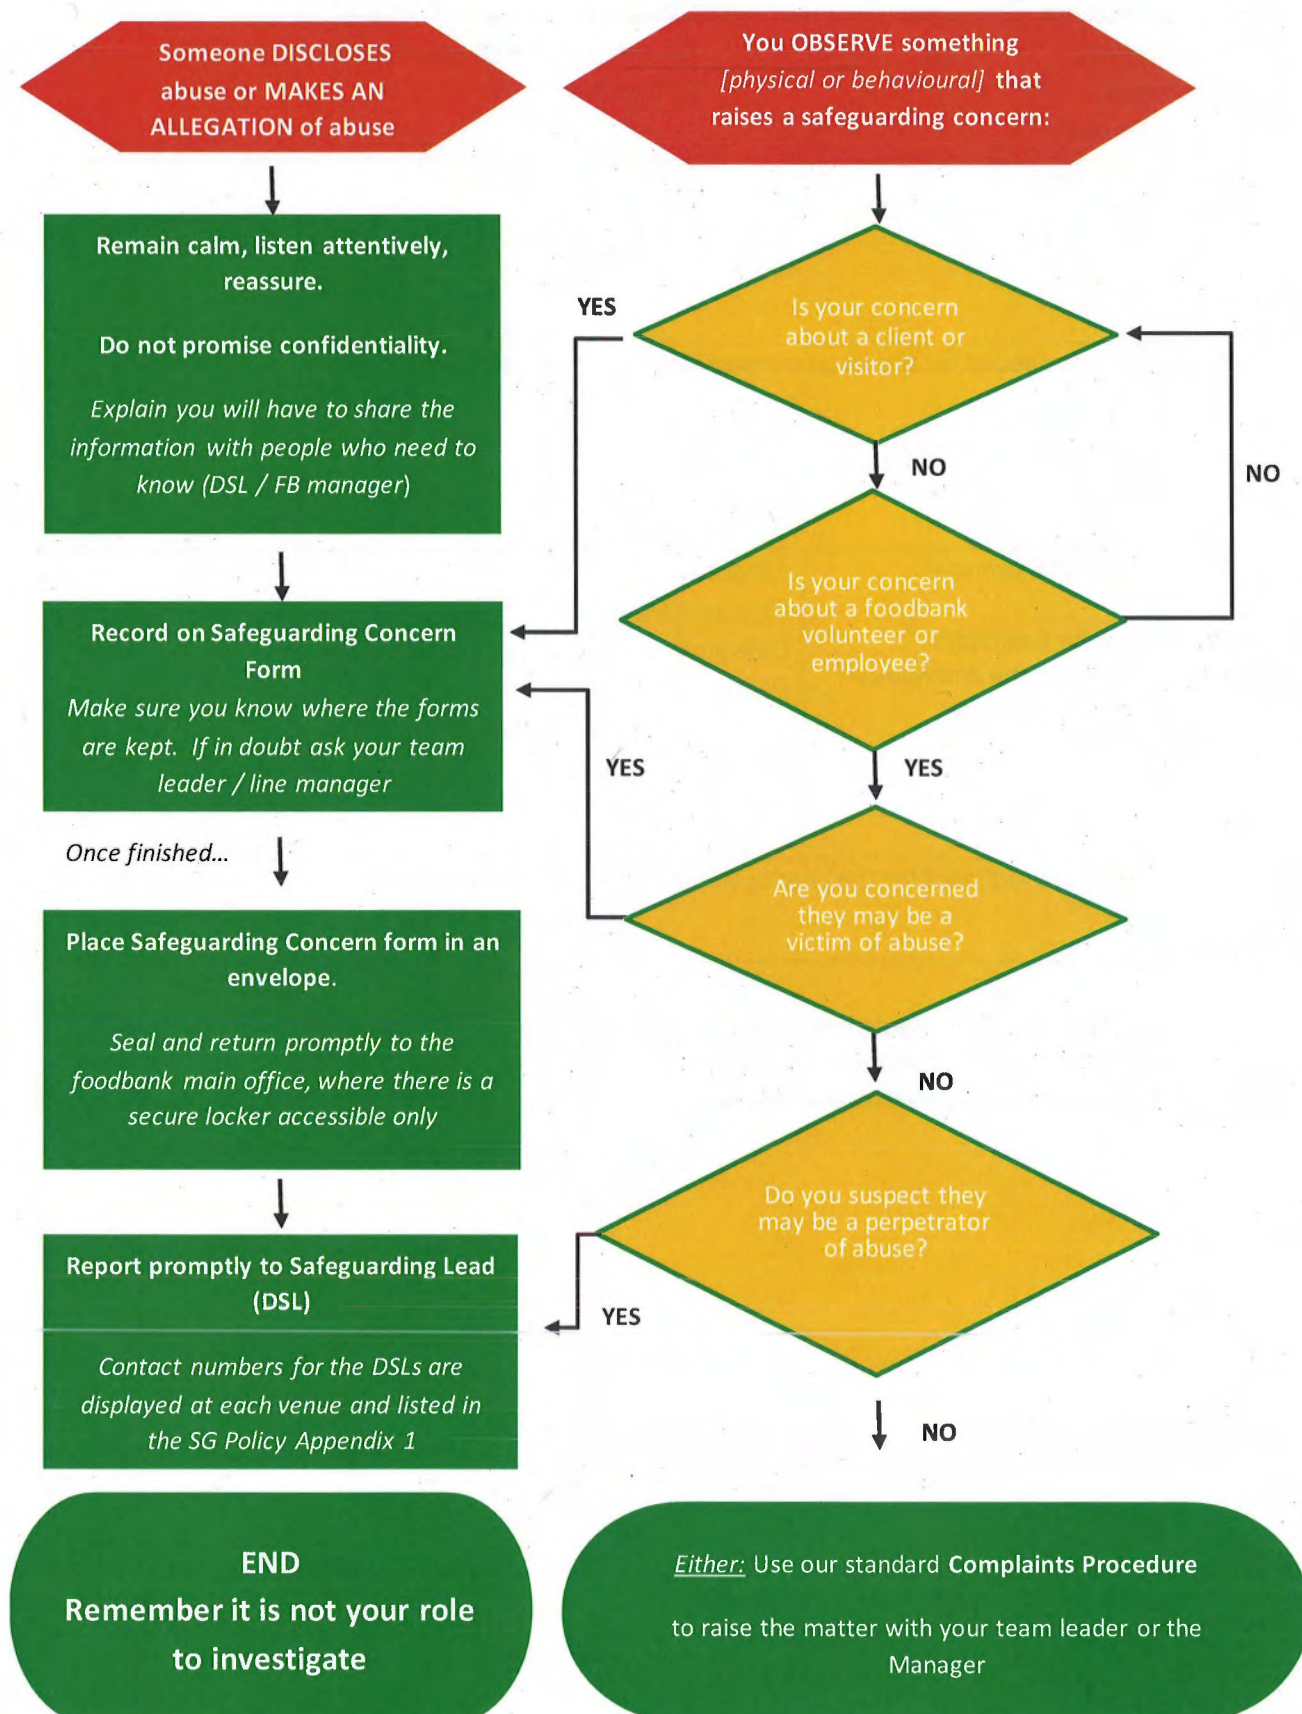 Someone DISCLOSES
abuse or MAKES AN
ALLEGATION of abuse
Remain calm, listen attentively,
reassure.
Do not promise confidentiality.
Explain you will have to share the
information with people who need to
know (DSL / FB manager)
Record on Safeguarding Concern
Form
Make sure you know where the forms
are kept. If in doubt ask your team
leader / line manager
Once finished...
Place Safeguarding Concern form in an
envelope.
Seal and return promptly to the
foodbank main office, where there is a
secure locker accessible only
Report promptly to Safeguarding Lead
(DSL)
Contact numbers for the DSLs are
displayed at each venue and listed in
the SG Policy Appendix 1
END
Remember it is not your role
to investigate
You OBSERVE something
[physical or behavioural] that
raises a safeguarding concern:
Is your concern
about a client or
visitor?
YES
NO
NO
Is your concern
about a foodbank
volunteer or
employee?
YES
YES
Are you concerned
they may be a
victim of abuse?
NO
Do you suspect they
may be a perpetrator
of abuse?
YES
NO
Either: Use our standard Complaints Procedure
to raise the matter with your team leader or the
Manager